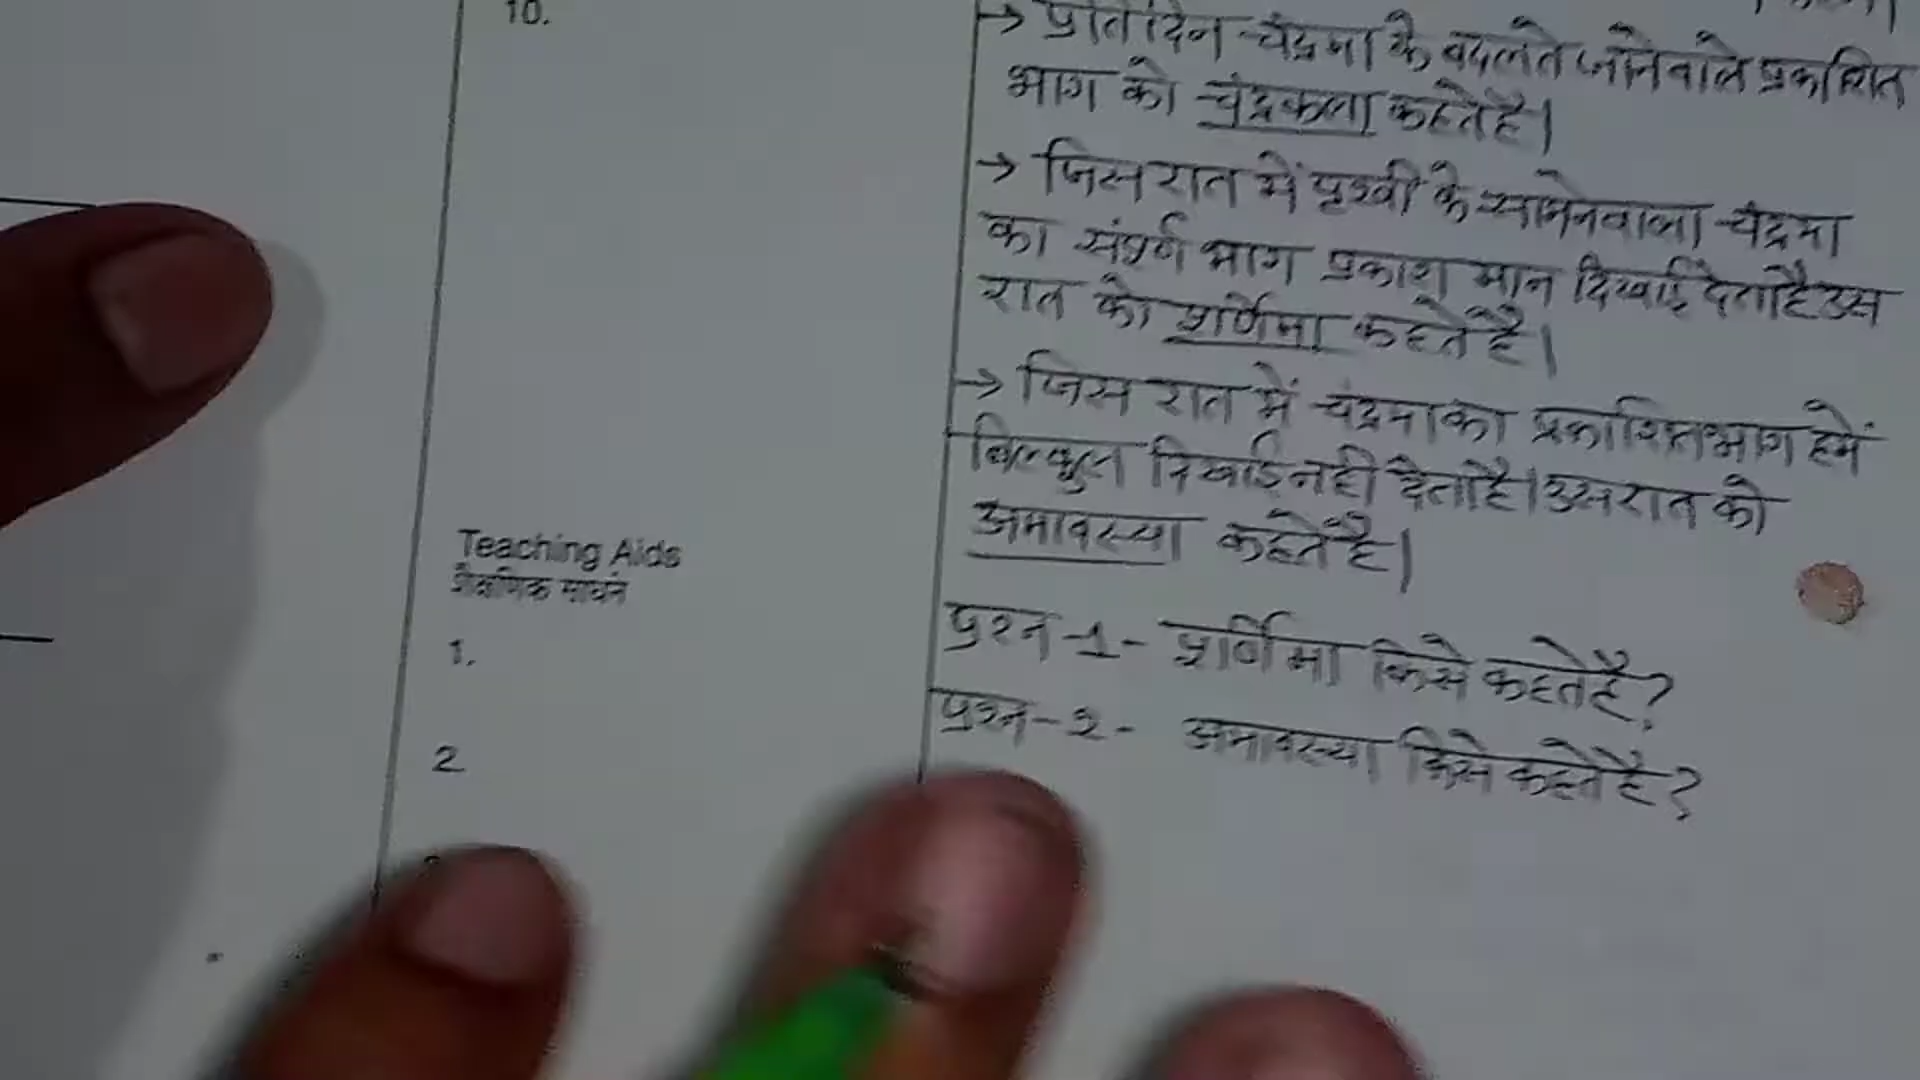 10.
→ प्रतिदिन चंद्रमा के बदलते जानेवाले प्रकाशित
भाग को चंद्रकला कहते है।
→ जिस रात में पृथ्वी के सामनेवाला चंद्रमा
का संपूर्ण भाग प्रकाश मान दिखाई देता है उस
रात को पूर्णिमा कहते है।
→ जिस रात में चंद्रमा का प्रकाशित भाग हमें
बिल्कुल दिखाई नही देता है। उस रात को
अमावस्या कहते है।
Teaching Aids
शैक्षणिक साधनं
1.
2
प्रश्न-1- पूर्णिमा किसे कहते है?
प्रश्न-2- अमावस्या किसे कहते है?